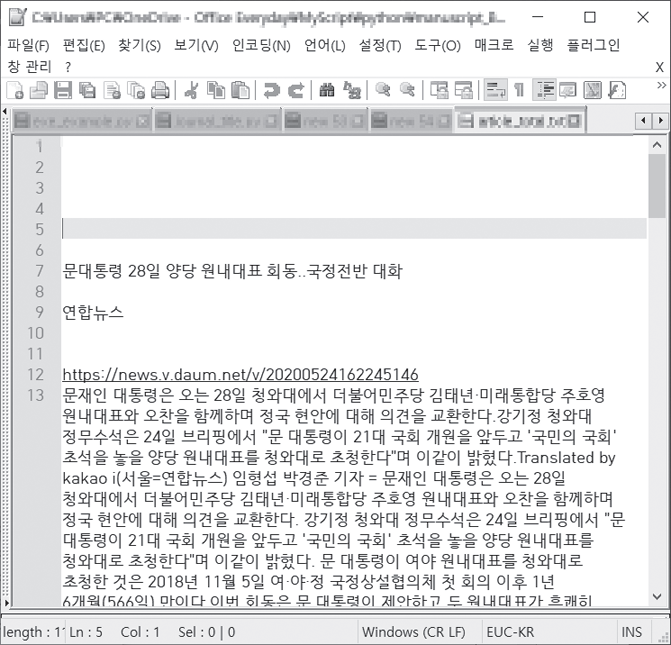 파일(F) 편집(E) 찾기(S) 보기(V) 인코딩(N) 언어(L) 설정(T) 도구(O) 매크로 실행 플러그인
창 관리 ? X
1
2
3
4
5
6
7 문대통령 28일 양당 원내대표 회동..국정전반 대화
8
9 연합뉴스
10
11
12 https://news.v.daum.net/v/20200524162245146
13 문재인 대통령은 오는 28일 청와대에서 더불어민주당 김태년·미래통합당 주호영
원내대표와 오찬을 함께하며 정국 현안에 대해 의견을 교환한다.강기정 청와대
정무수석은 24일 브리핑에서 "문 대통령이 21대 국회 개원을 앞두고 '국민의 국회'
초석을 놓을 양당 원내대표를 청와대로 초청한다"며 이같이 밝혔다.Translated by
kakao i(서울=연합뉴스) 임형섭 박경준 기자 = 문재인 대통령은 오는 28일
청와대에서 더불어민주당 김태년·미래통합당 주호영 원내대표와 오찬을 함께하며
정국 현안에 대해 의견을 교환한다. 강기정 청와대 정무수석은 24일 브리핑에서 "문
대통령이 21대 국회 개원을 앞두고 '국민의 국회' 초석을 놓을 양당 원내대표를
청와대로 초청한다"며 이같이 밝혔다. 문 대통령이 여야 원내대표를 청와대로
초청한 것은 2018년 11월 5일 여·야·정 국정상설협의체 첫 회의 이후 1년
6개월(566일) 만이다.이번 회동은 문 대통령이 제안하고 두 원내대표가 흔쾌히
length : Ln : 5 Col : 1 Sel : 0 | 0 Windows (CR LF) EUC-KR INS